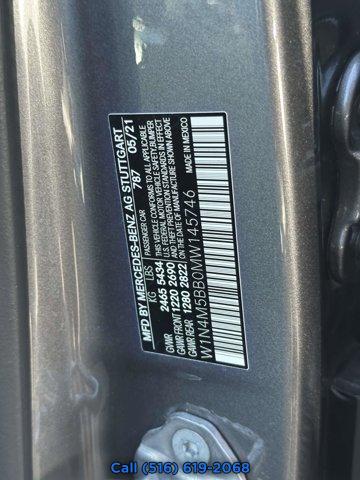 MFD BY MERCEDES-BENZ AG STUTTGART
PASSENGER CAR 787 05/21
KG LBS THIS VEHICLE CONFORMS TO ALL APPLICABLE
GVWR 2465 5434 U.S. FEDERAL MOTOR VEHICLE SAFETY,BUMPER
GAWR FRONT 1220 2690 AND THEFT PREVENTION STANDARDS IN EFFECT
GAWR REAR 1280 2822 ON THE DATE OF MANUFACTURE SHOWN ABOVE
W1N4M5BB0MW145746 MADE IN MEXICO
Call (516) 619-2068